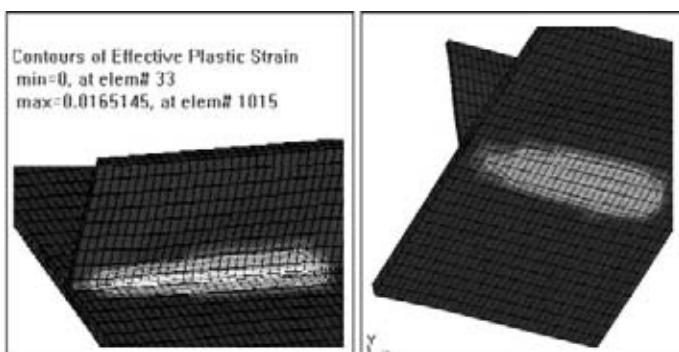 Contours of Effective Plastic Strain
min=0, at elem# 33
max=0.0165145, at elem# 1015
Y